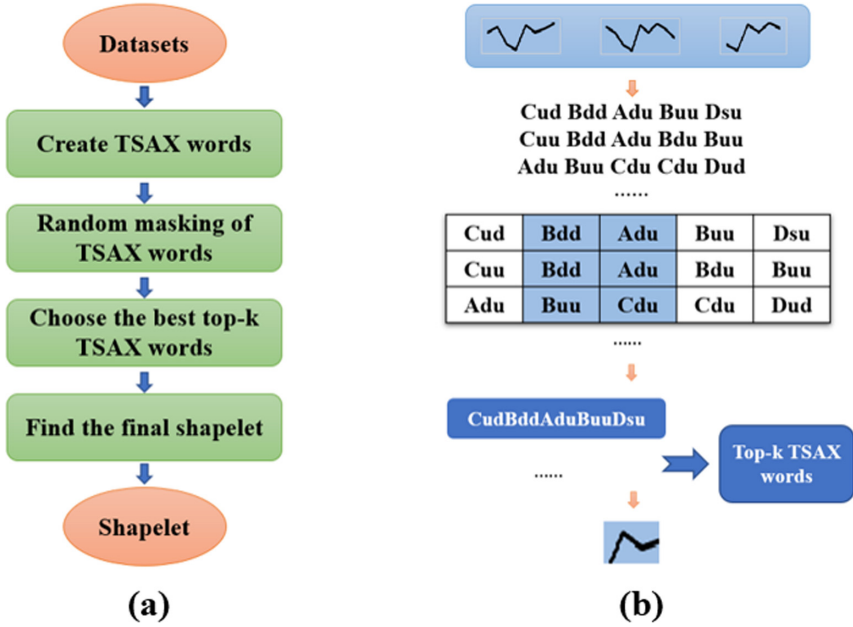 Datasets
Create TSAX words
Random masking of
TSAX words
Choose the best top-k
TSAX words
Find the final shapelet
Shapelet
(a)
Cud Bdd Adu Buu Dsu
Cuu Bdd Adu Bdu Buu
Adu Buu Cdu Cdu Dud
......
Cud Bdd Adu Buu Dsu
Cuu Bdd Adu Bdu Buu
Adu Buu Cdu Cdu Dud
......
CudBddAduBuuDsu
......
Top-k TSAX
words
(b)